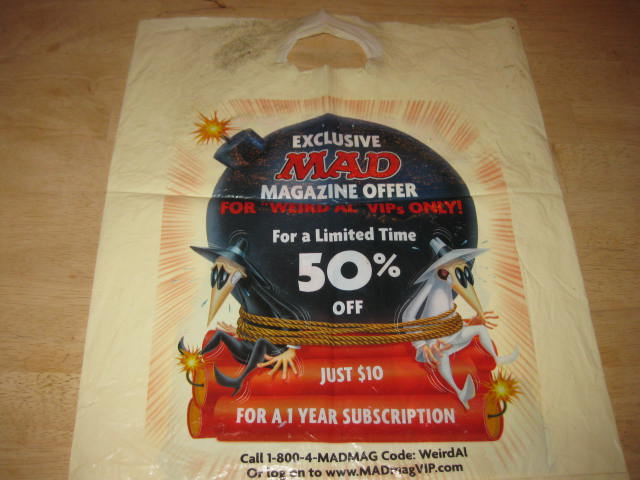 EXCLUSIVE
MAD
MAGAZINE OFFER
FOR "WEIRD AL" VIPs ONLY!
For a Limited Time
50%
OFF
JUST $10
FOR A 1 YEAR SUBSCRIPTION
Call 1-800-4-MADMAG Code: WeirdAl
Or log on to www.MADmagVIP.com